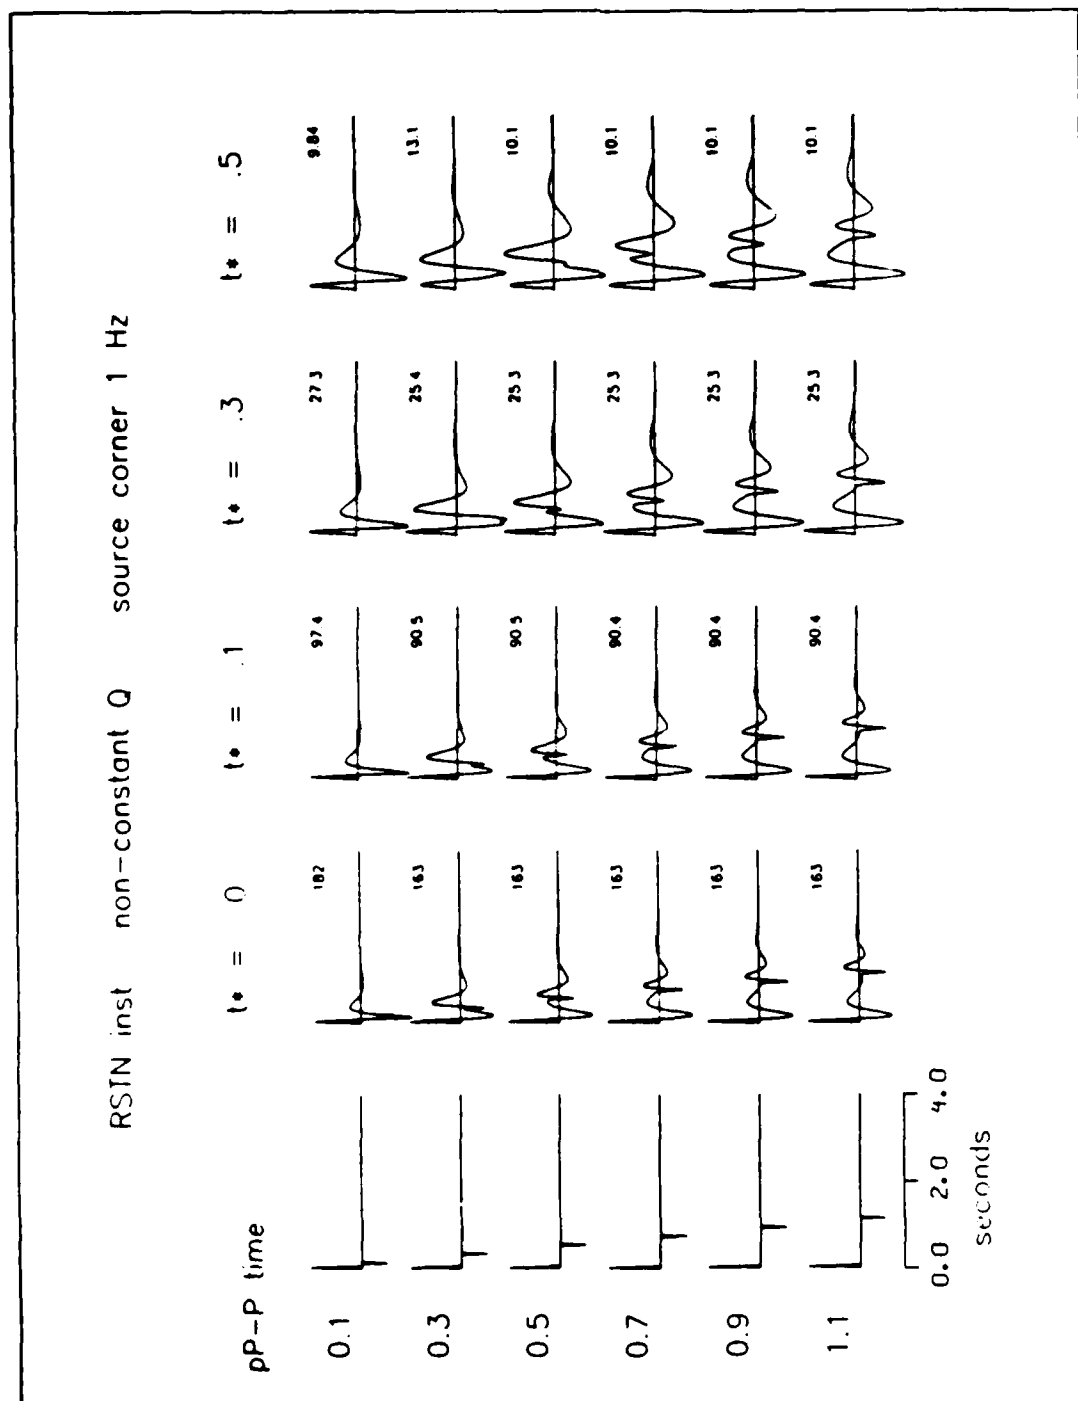 RSTN inst non-constant Q source corner 1 Hz
pP-P time t* = 0 t* = .1 t* = .3 t* = .5
0.1 182 97.4 27.3 9.84
0.3 163 90.5 25.4 13.1
0.5 163 90.5 25.3 10.1
0.7 163 90.4 25.3 10.1
0.9 163 90.4 25.3 10.1
1.1 163 90.4 25.3 10.1
0.0 2.0 4.0
seconds